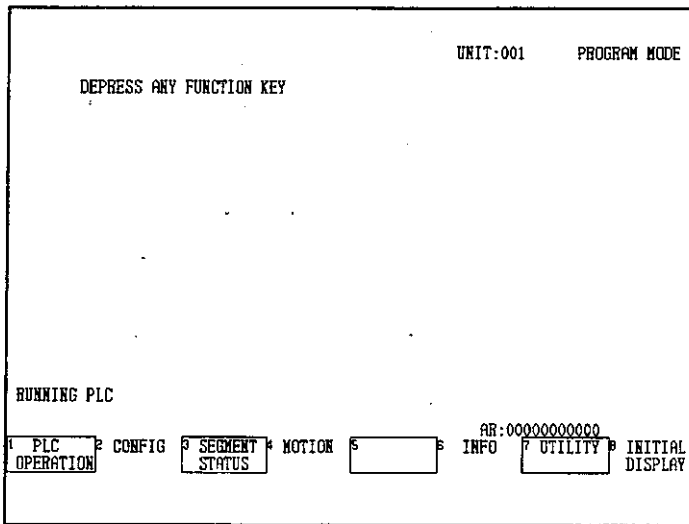 UNIT:001 PROGRAM MODE
DEPRESS ANY FUNCTION KEY
RUNNING PLC
AR:00000000000
1 PLC OPERATION 2 CONFIG 3 SEGMENT STATUS 4 MOTION 5 6 INFO 7 UTILITY 8 INITIAL DISPLAY